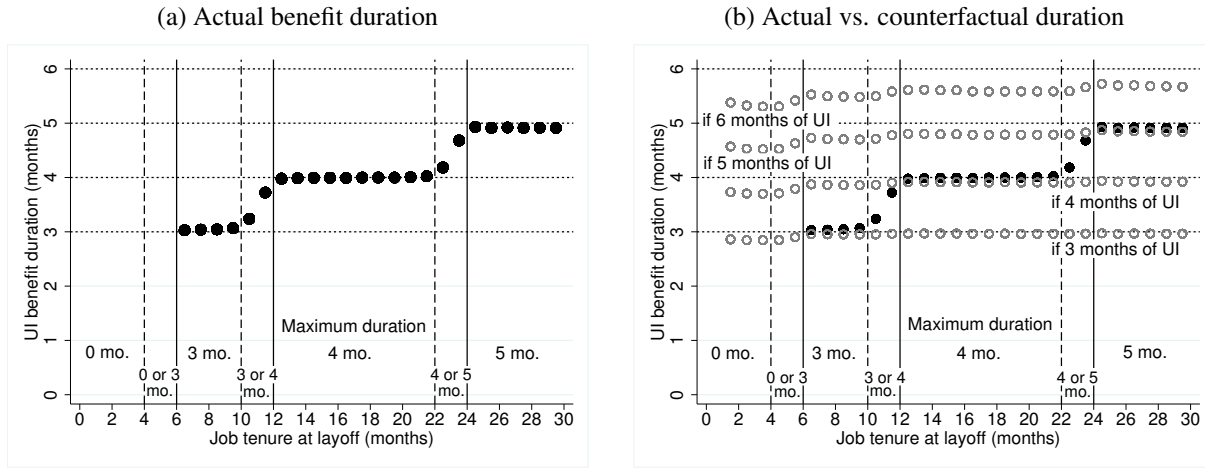 (a) Actual benefit duration
UI benefit duration (months)
6
5
4
3
2
1
0
Maximum duration
0 mo.
3 mo.
4 mo.
5 mo.
0 or 3
mo.
3 or 4
mo.
4 or 5
mo.
0 2 4 6 8 10 12 14 16 18 20 22 24 26 28 30
Job tenure at layoff (months)
(b) Actual vs. counterfactual duration
UI benefit duration (months)
6
5
4
3
2
1
0
if 6 months of UI
if 5 months of UI
if 4 months of UI
if 3 months of UI
Maximum duration
0 mo.
3 mo.
4 mo.
5 mo.
0 or 3
mo.
3 or 4
mo.
4 or 5
mo.
0 2 4 6 8 10 12 14 16 18 20 22 24 26 28 30
Job tenure at layoff (months)